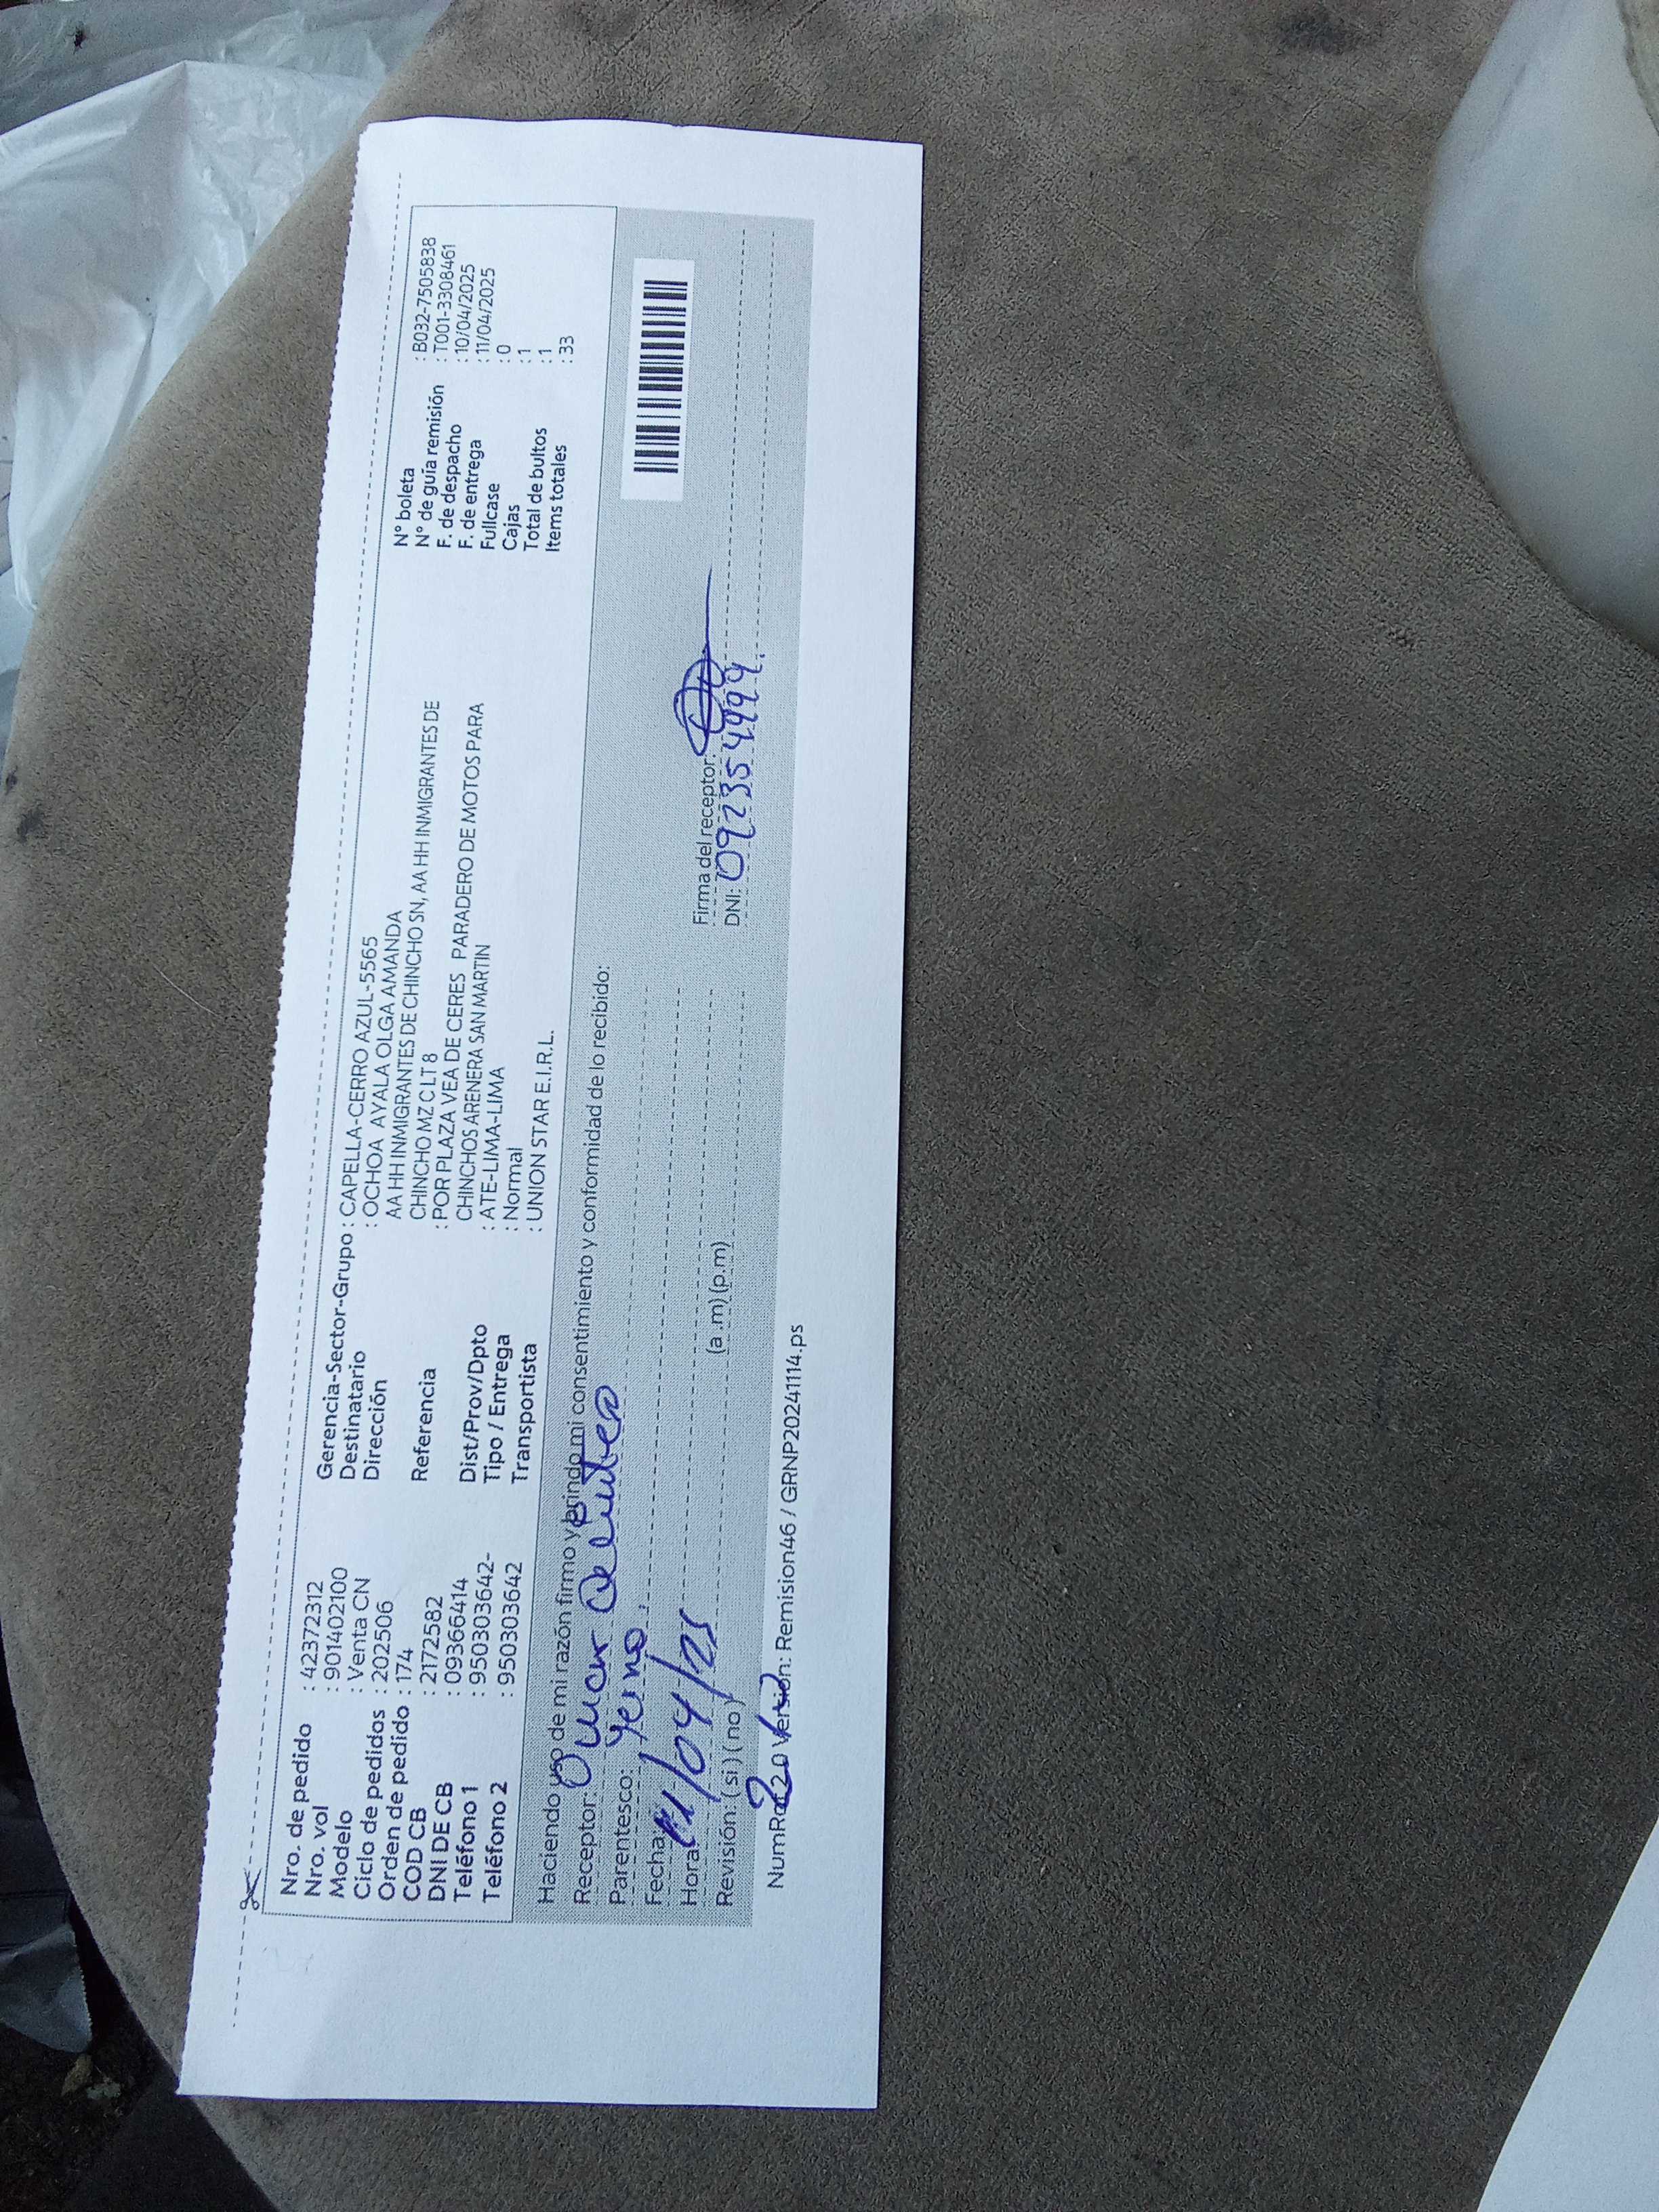 Nro. de pedido : 42372312
Nro. vol : 901402100
Modelo : Venta CN
Ciclo de pedidos : 202506
Orden de pedido : 174
COD CB : 2172582
DNI DE CB : 09366414
Teléfono 1 : 950303642-
Teléfono 2 : 950303642
Gerencia-Sector-Grupo : CAPELLA-CERRO AZUL-5565
Destinatario : OCHOA AYALA OLGA AMANDA
Dirección AA HH INMIGRANTES DE CHINCHO SN, AA HH INMIGRANTES DE
CHINCHO MZ C LT 8
Referencia : POR PLAZA VEA DE CERES PARADERO DE MOTOS PARA
CHINCHOS ARENERA SAN MARTIN
Dist/Prov/Dpto : ATE-LIMA-LIMA
Tipo / Entrega : Normal
Transportista : UNION STAR E.I.R.L.
N° boleta : B032-7505838
N° de guía remisión : T001-3308461
F. de despacho : 10/04/2025
F. de entrega : 11/04/2025
Fullcase : 0
Cajas : 1
Total de bultos : 1
Items totales : 33
Haciendo uso de mi razón firmo y brindo mi consentimiento y conformidad de lo recibido:
Receptor:
Parentesco: Yerno.
Fecha: 11/04/25
Hora: (a .m) (p.m)
Revisión: (si ) (no )
Firma del receptor:
DNI: 092354999
Versión: Remision46 / GRNP20241114.ps